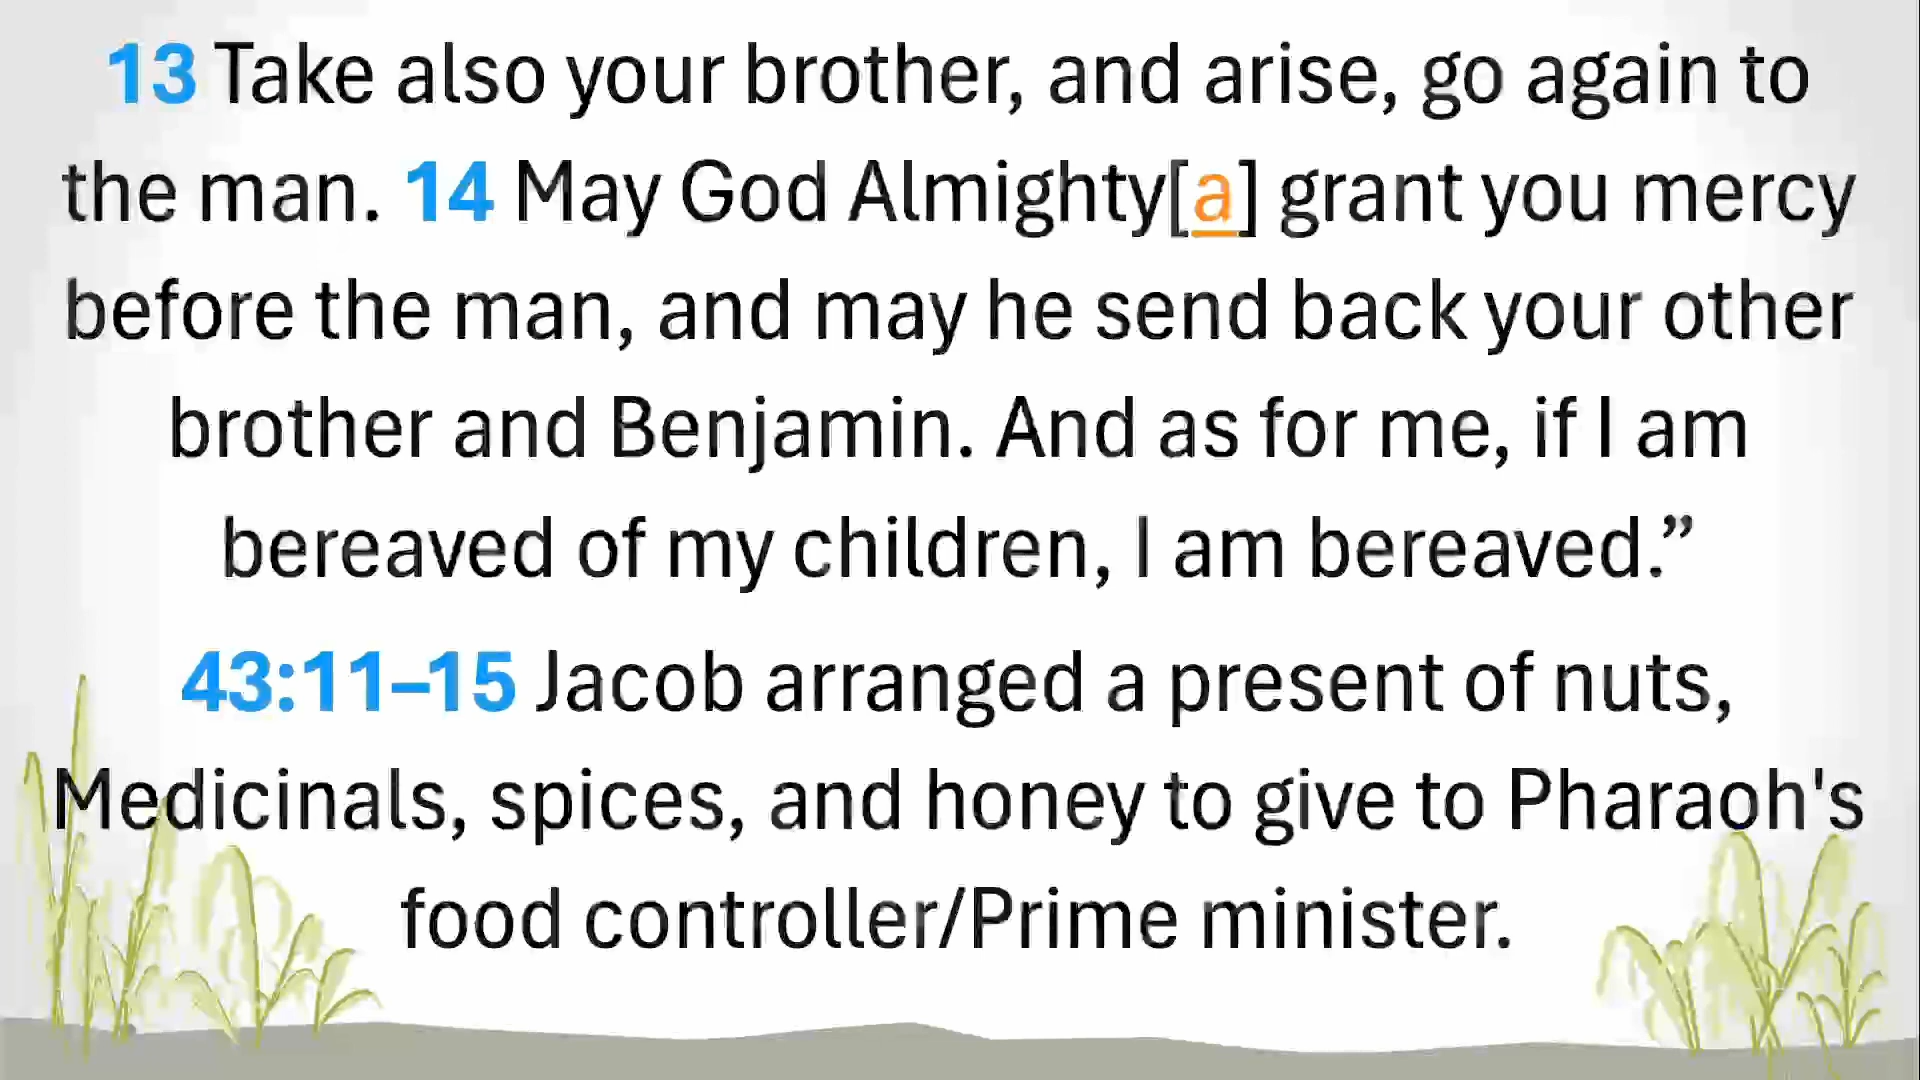 13 Take also your brother, and arise, go again to
the man. 14 May God Almighty[a] grant you mercy
before the man, and may he send back your other
brother and Benjamin. And as for me, if I am
bereaved of my children, I am bereaved.”
43:11–15 Jacob arranged a present of nuts,
Medicinals, spices, and honey to give to Pharaoh's
food controller/Prime minister.